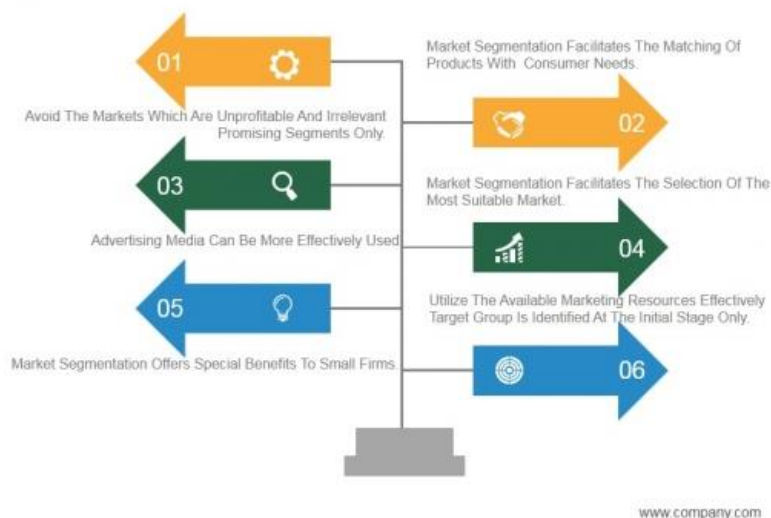 01
Market Segmentation Facilitates The Matching Of
Products With Consumer Needs.
Avoid The Markets Which Are Unprofitable And Irrelevant
Promising Segments Only.
02
03
Market Segmentation Facilitates The Selection Of The
Most Suitable Market.
Advertising Media Can Be More Effectively Used
04
05
Utilize The Available Marketing Resources Effectively
Target Group Is Identified At The Initial Stage Only.
Market Segmentation Offers Special Benefits To Small Firms.
06
www.company.com